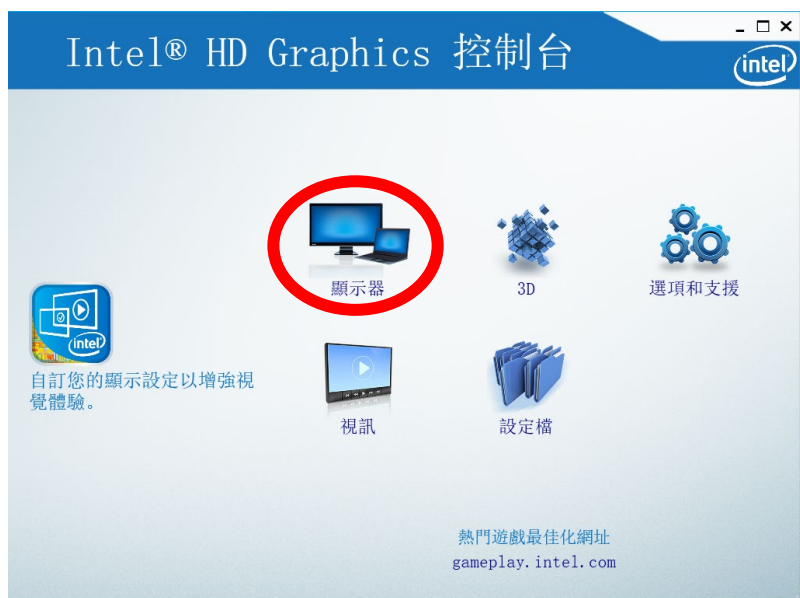 Intel® HD Graphics 控制台
intel
顯示器
3D
選項和支援
intel
自訂您的顯示設定以增強視
覺體驗。
視訊
設定檔
熱門遊戲最佳化網址
gameplay.intel.com